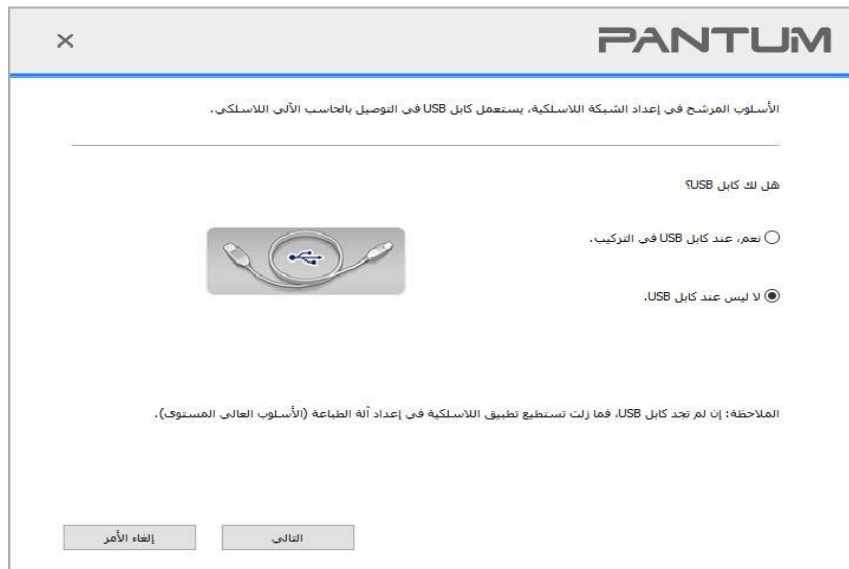 PANTUM
الأسلوب المرشح في إعداد الشبكة اللاسلكية، يستعمل كابل USB في التوصيل بالحاسب الآلي اللاسلكي.
هل لك كابل USB؟
نعم، عند كابل USB في التركيب.
لا ليس عند كابل USB.
الملاحظة: إن لم تجد كابل USB، فما زلت تستطيع تطبيق اللاسلكية في إعداد آلة الطباعة (الأسلوب العالي المستوى).
التالي
إلغاء الأمر